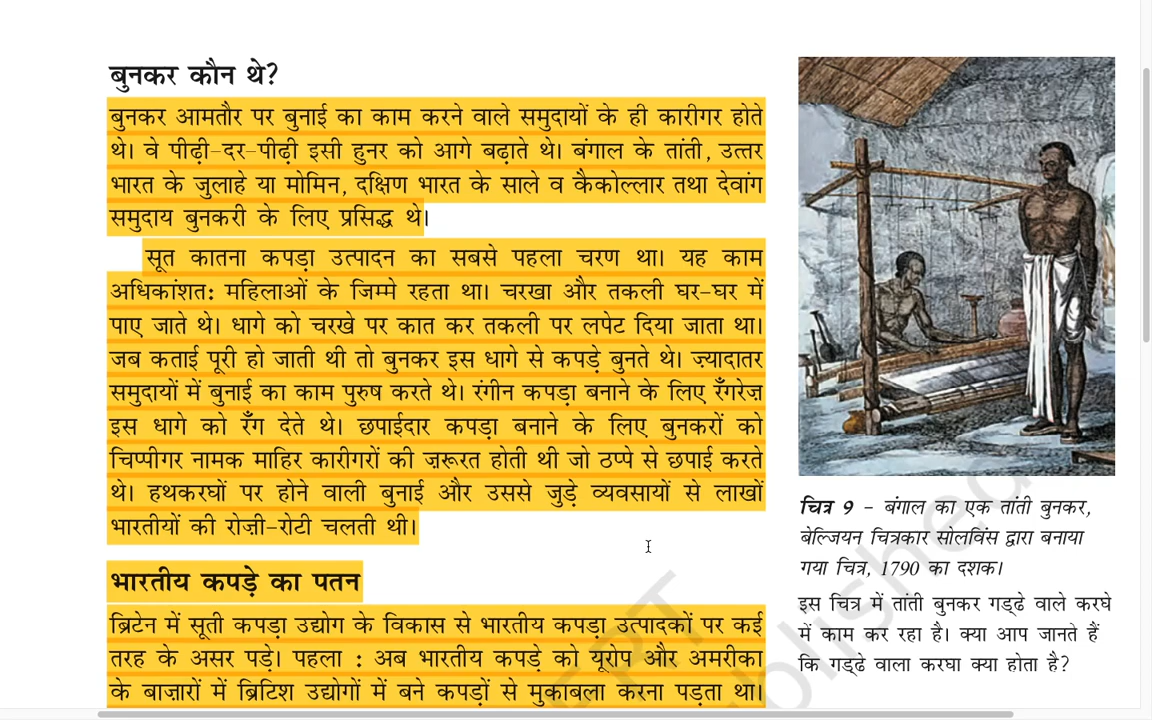 बुनकर कौन थे?
बुनकर आमतौर पर बुनाई का काम करने वाले समुदायों के ही कारीगर होते
थे। वे पीढ़ी-दर-पीढ़ी इसी हुनर को आगे बढ़ाते थे। बंगाल के तांती, उत्तर
भारत के जुलाहे या मोमिन, दक्षिण भारत के साले व कैकोल्लार तथा देवांग
समुदाय बुनकरी के लिए प्रसिद्ध थे।
सूत कातना कपड़ा उत्पादन का सबसे पहला चरण था। यह काम
अधिकांशत: महिलाओं के जिम्मे रहता था। चरखा और तकली घर-घर में
पाए जाते थे। धागे को चरखे पर कात कर तकली पर लपेट दिया जाता था।
जब कताई पूरी हो जाती थी तो बुनकर इस धागे से कपड़े बुनते थे। ज़्यादातर
समुदायों में बुनाई का काम पुरुष करते थे। रंगीन कपड़ा बनाने के लिए रँगरेज़
इस धागे को रँग देते थे। छपाईदार कपड़ा बनाने के लिए बुनकरों को
चिप्पीगर नामक माहिर कारीगरों की ज़रूरत होती थी जो ठप्पे से छपाई करते
थे। हथकरघों पर होने वाली बुनाई और उससे जुड़े व्यवसायों से लाखों
भारतीयों की रोज़ी-रोटी चलती थी।
भारतीय कपड़े का पतन
ब्रिटेन में सूती कपड़ा उद्योग के विकास से भारतीय कपड़ा उत्पादकों पर कई
तरह के असर पड़े। पहला : अब भारतीय कपड़े को यूरोप और अमरीका
के बाज़ारों में ब्रिटिश उद्योगों में बने कपड़ों से मुकाबला करना पड़ता था।
चित्र 9 - बंगाल का एक तांती बुनकर,
बेल्जियन चित्रकार सोलविंस द्वारा बनाया
गया चित्र, 1790 का दशक।
इस चित्र में तांती बुनकर गड्ढे वाले करघे
में काम कर रहा है। क्या आप जानते हैं
कि गड्ढे वाला करघा क्या होता है?